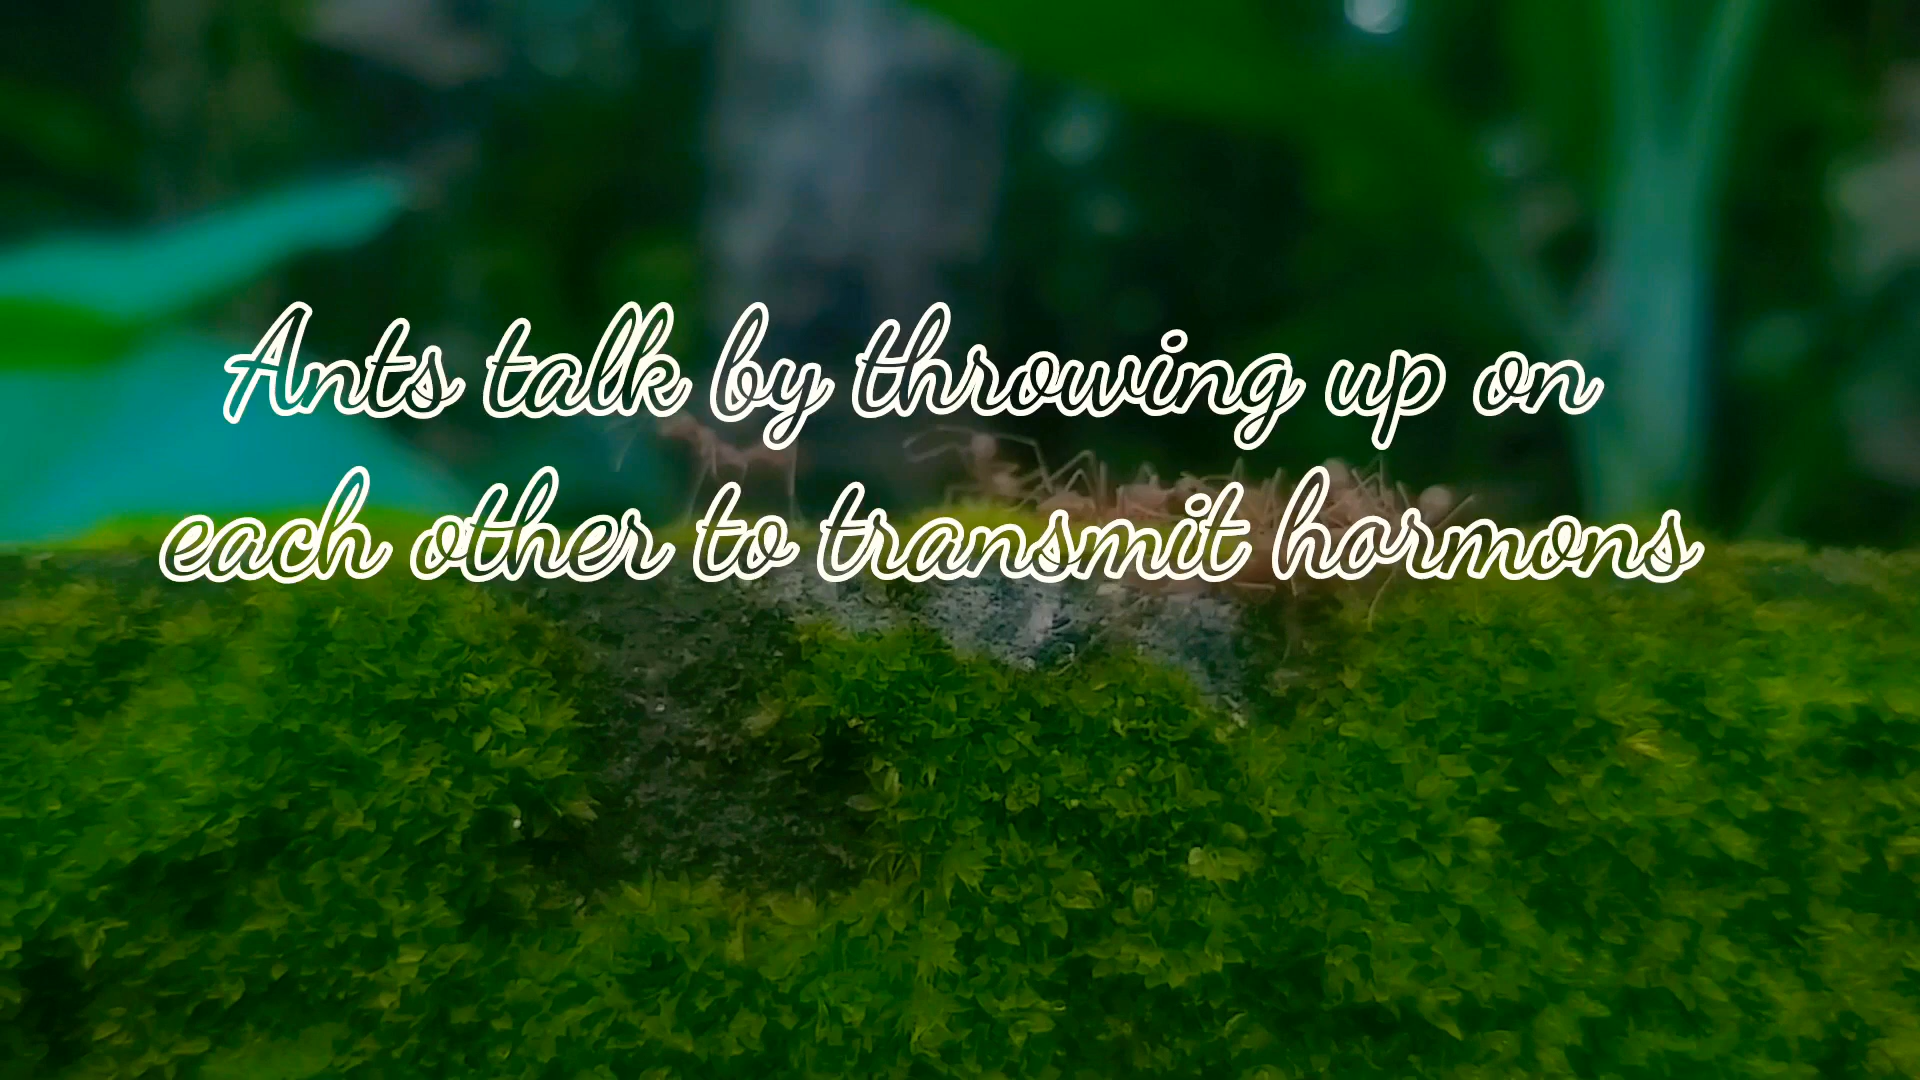 Ants talk by throwing up on
each other to transmit hormons